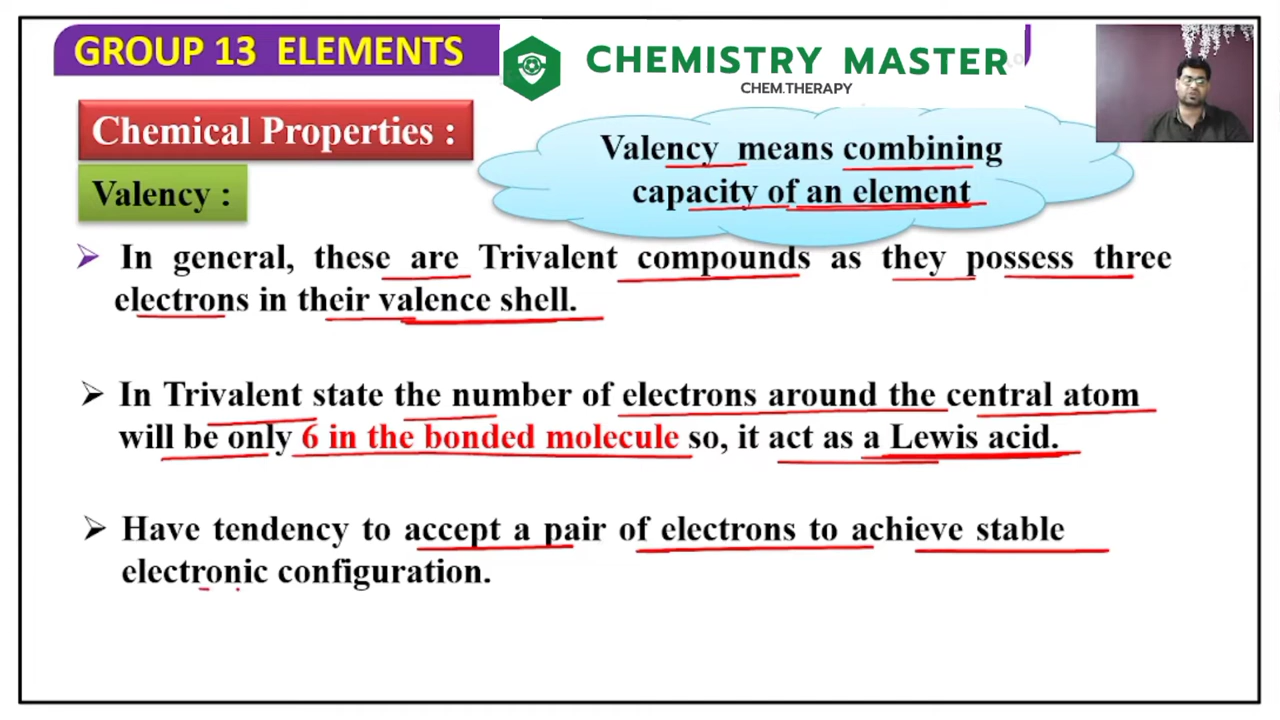 GROUP 13 ELEMENTS
CHEMISTRY MASTER
CHEM.THERAPY
Chemical Properties :
Valency means combining
capacity of an element
Valency :
➢ In general, these are Trivalent compounds as they possess three
electrons in their valence shell.
➢ In Trivalent state the number of electrons around the central atom
will be only 6 in the bonded molecule so, it act as a Lewis acid.
➢ Have tendency to accept a pair of electrons to achieve stable
electronic configuration.